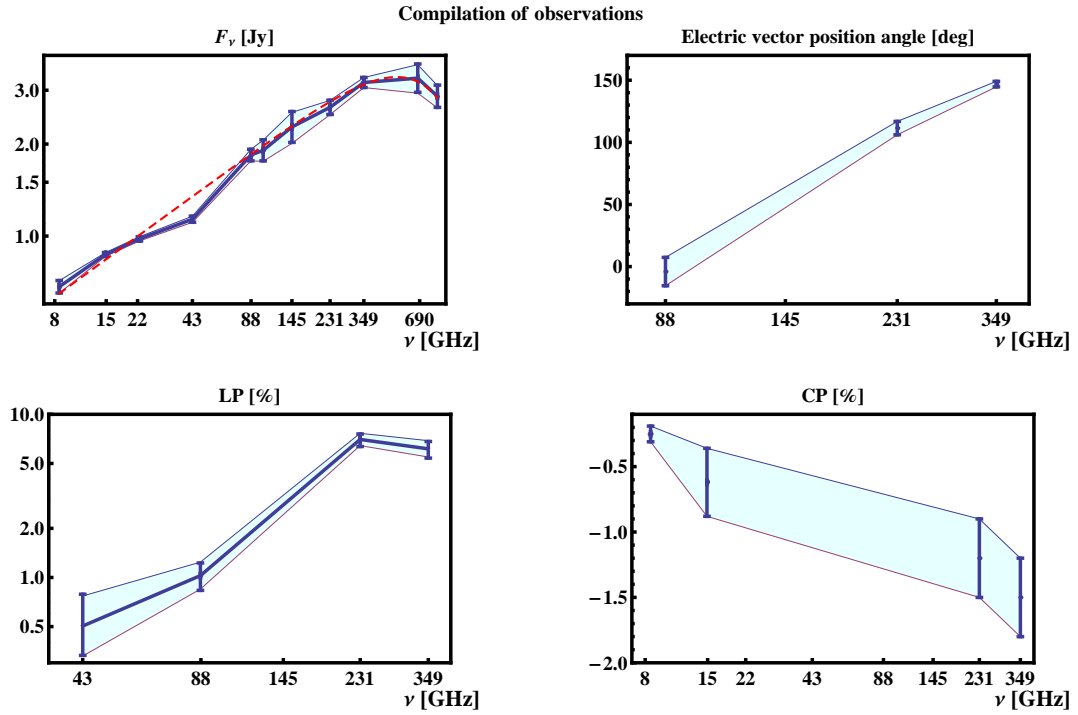 Compilation of observations
F_ν [Jy]
3.0
2.0
1.5
1.0
8 15 22 43 88 145 231 349 690
ν [GHz]
Electric vector position angle [deg]
150
100
50
0
88 145 231 349
ν [GHz]
LP [%]
10.0
5.0
2.0
1.0
0.5
43 88 145 231 349
ν [GHz]
CP [%]
−0.5
−1.0
−1.5
−2.0
8 15 22 43 88 145 231 349
ν [GHz]